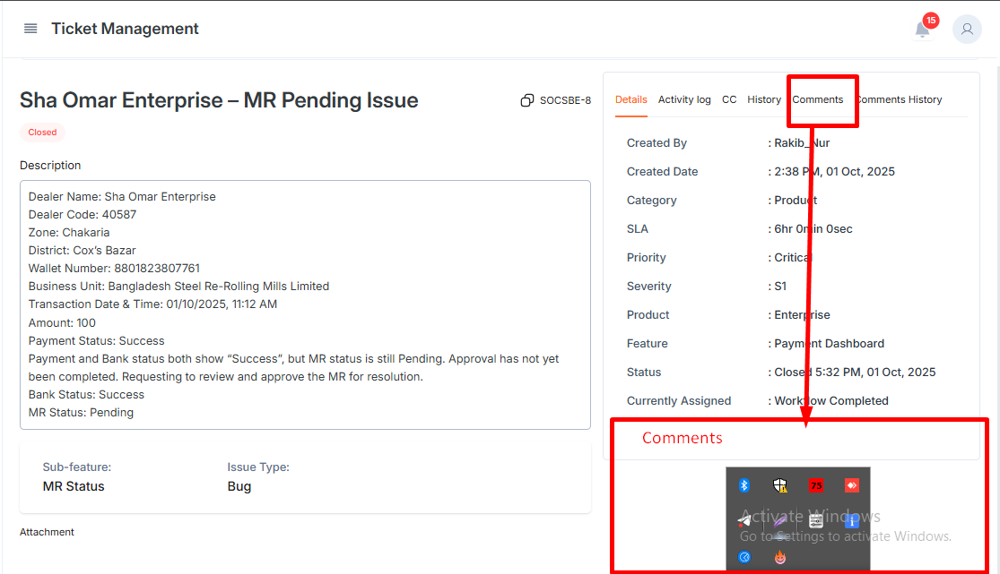 Ticket Management
15
Sha Omar Enterprise – MR Pending Issue
SOCSBE-8
Closed
Description
Dealer Name: Sha Omar Enterprise
Dealer Code: 40587
Zone: Chakaria
District: Cox’s Bazar
Wallet Number: 8801823807761
Business Unit: Bangladesh Steel Re-Rolling Mills Limited
Transaction Date & Time: 01/10/2025, 11:12 AM
Amount: 100
Payment Status: Success
Payment and Bank status both show “Success”, but MR status is still Pending. Approval has not yet
been completed. Requesting to review and approve the MR for resolution.
Bank Status: Success
MR Status: Pending
Sub-feature: Issue Type:
MR Status Bug
Attachment
Details Activity log CC History Comments Comments History
Created By : Rakib_Nur
Created Date : 2:38 PM, 01 Oct, 2025
Category : Product
SLA : 6hr 0min 0sec
Priority : Critical
Severity : S1
Product : Enterprise
Feature : Payment Dashboard
Status : Closed 5:32 PM, 01 Oct, 2025
Currently Assigned : Workflow Completed
Comments
75
Activate Windows
Go to Settings to activate Windows.